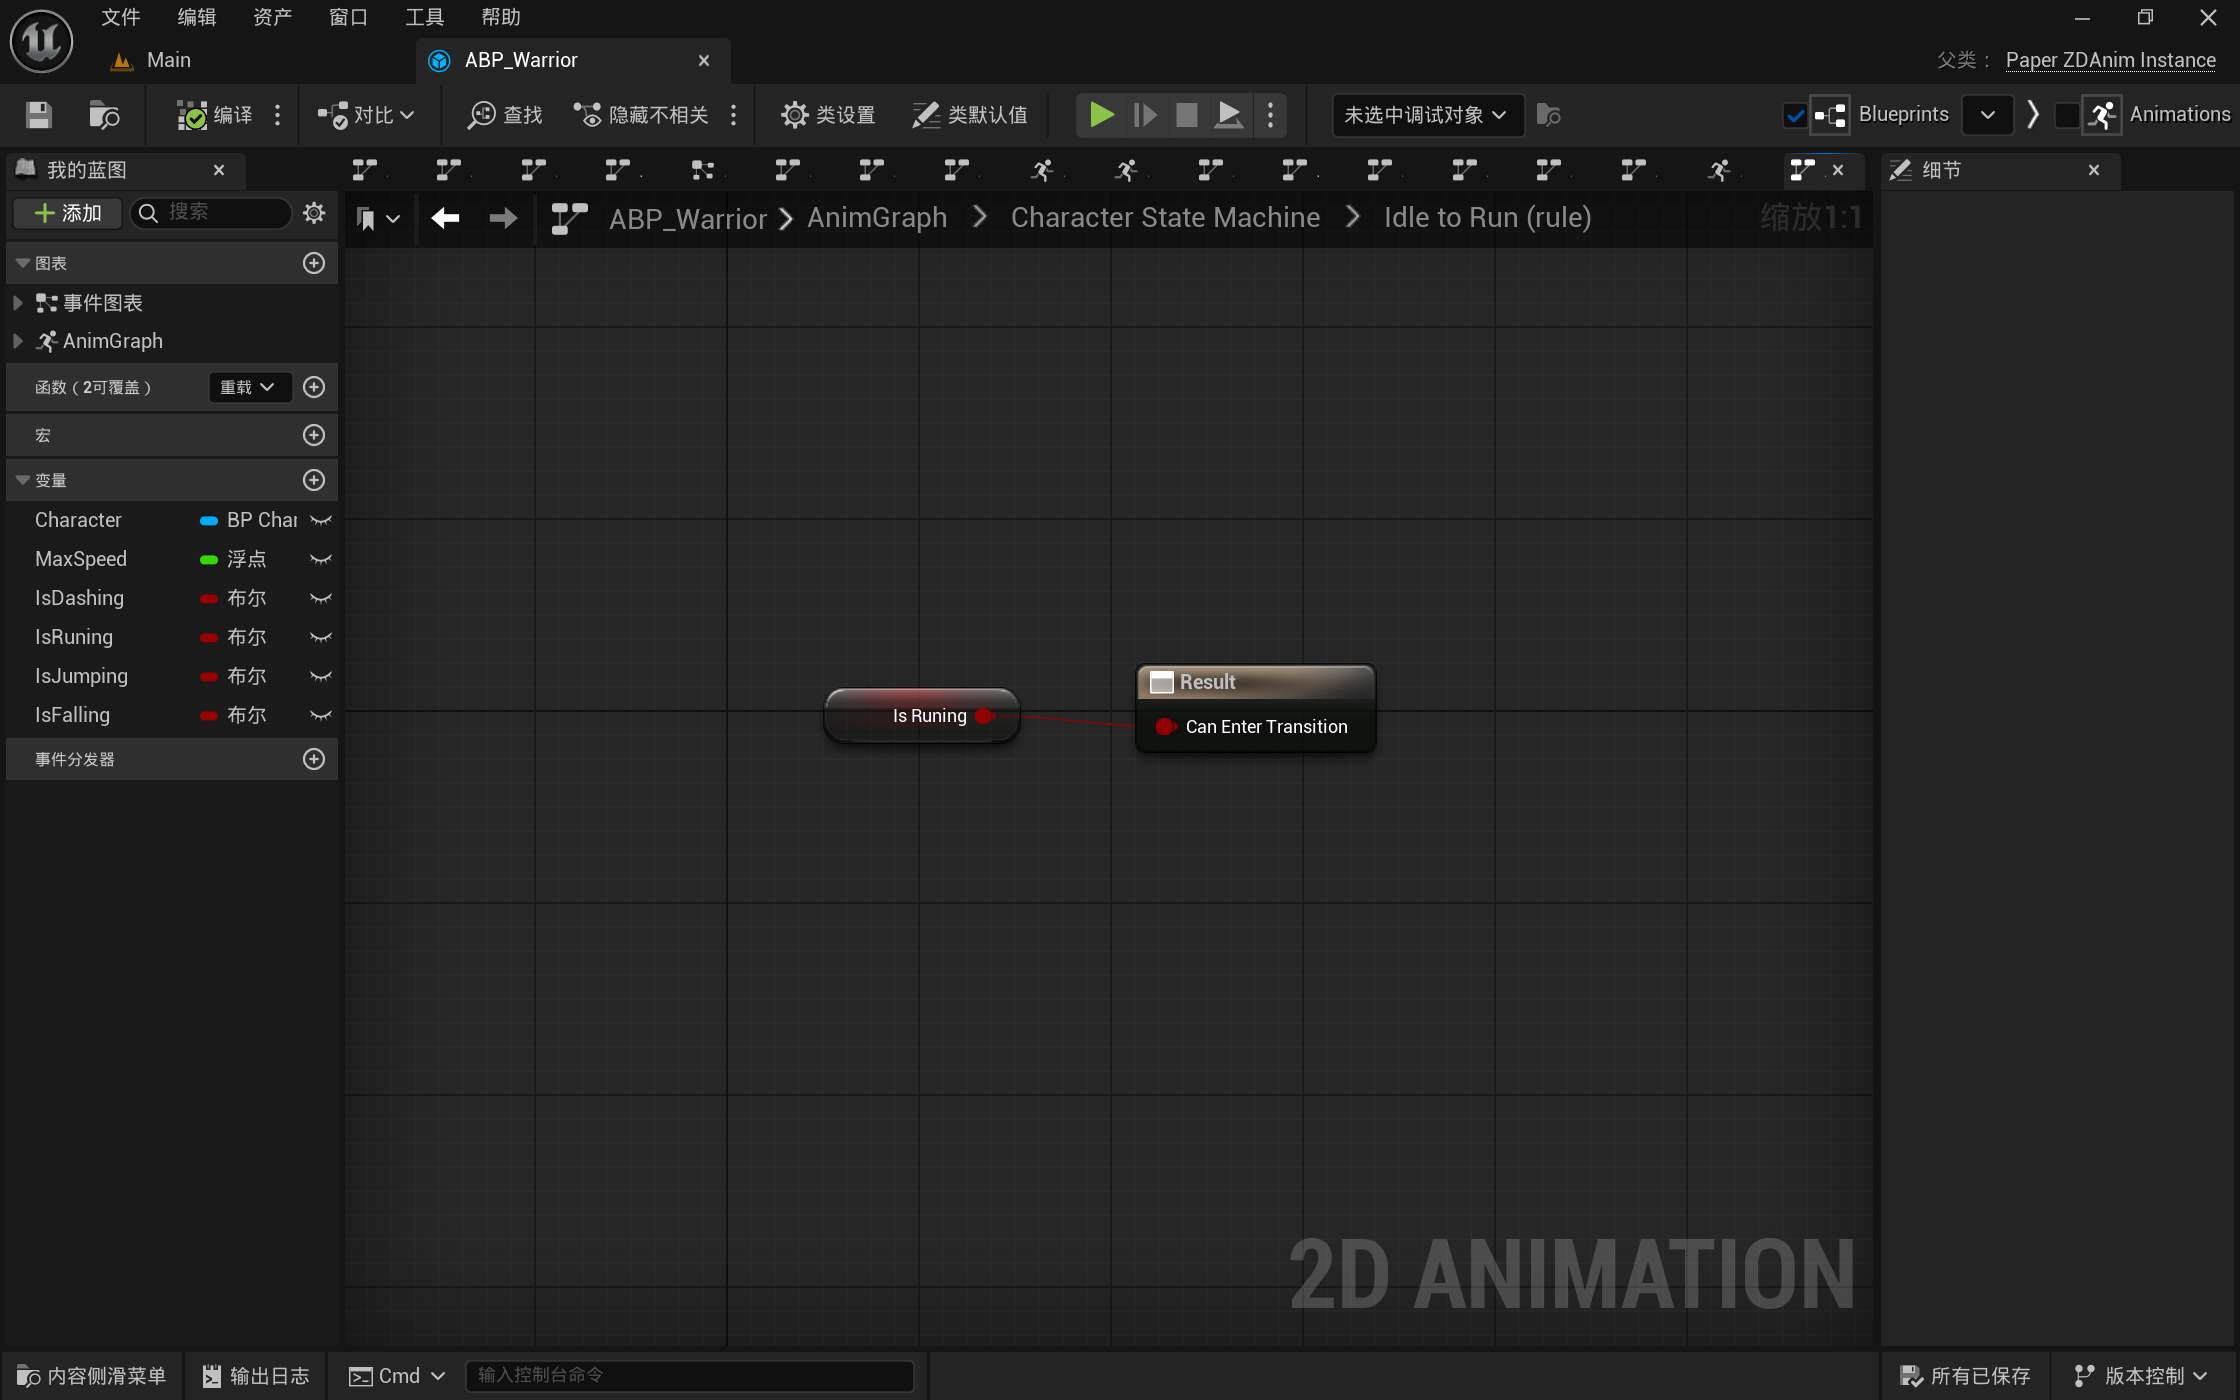 文件 编辑 资产 窗口 工具 帮助
Main ABP_Warrior 父类： Paper ZDAnim Instance
编译 对比 查找 隐藏不相关 类设置 类默认值 未选中调试对象 Blueprints Animations
我的蓝图 细节
添加 搜索 ABP_Warrior AnimGraph Character State Machine Idle to Run (rule) 缩放1:1
图表
事件图表
AnimGraph
函数（2可覆盖） 重载
宏
变量
Character BP Char
MaxSpeed 浮点
IsDashing 布尔
IsRuning 布尔
IsJumping 布尔
IsFalling 布尔
事件分发器
Result
Is Runing
Can Enter Transition
2D ANIMATION
内容侧滑菜单 输出日志 Cmd 输入控制台命令 所有已保存 版本控制